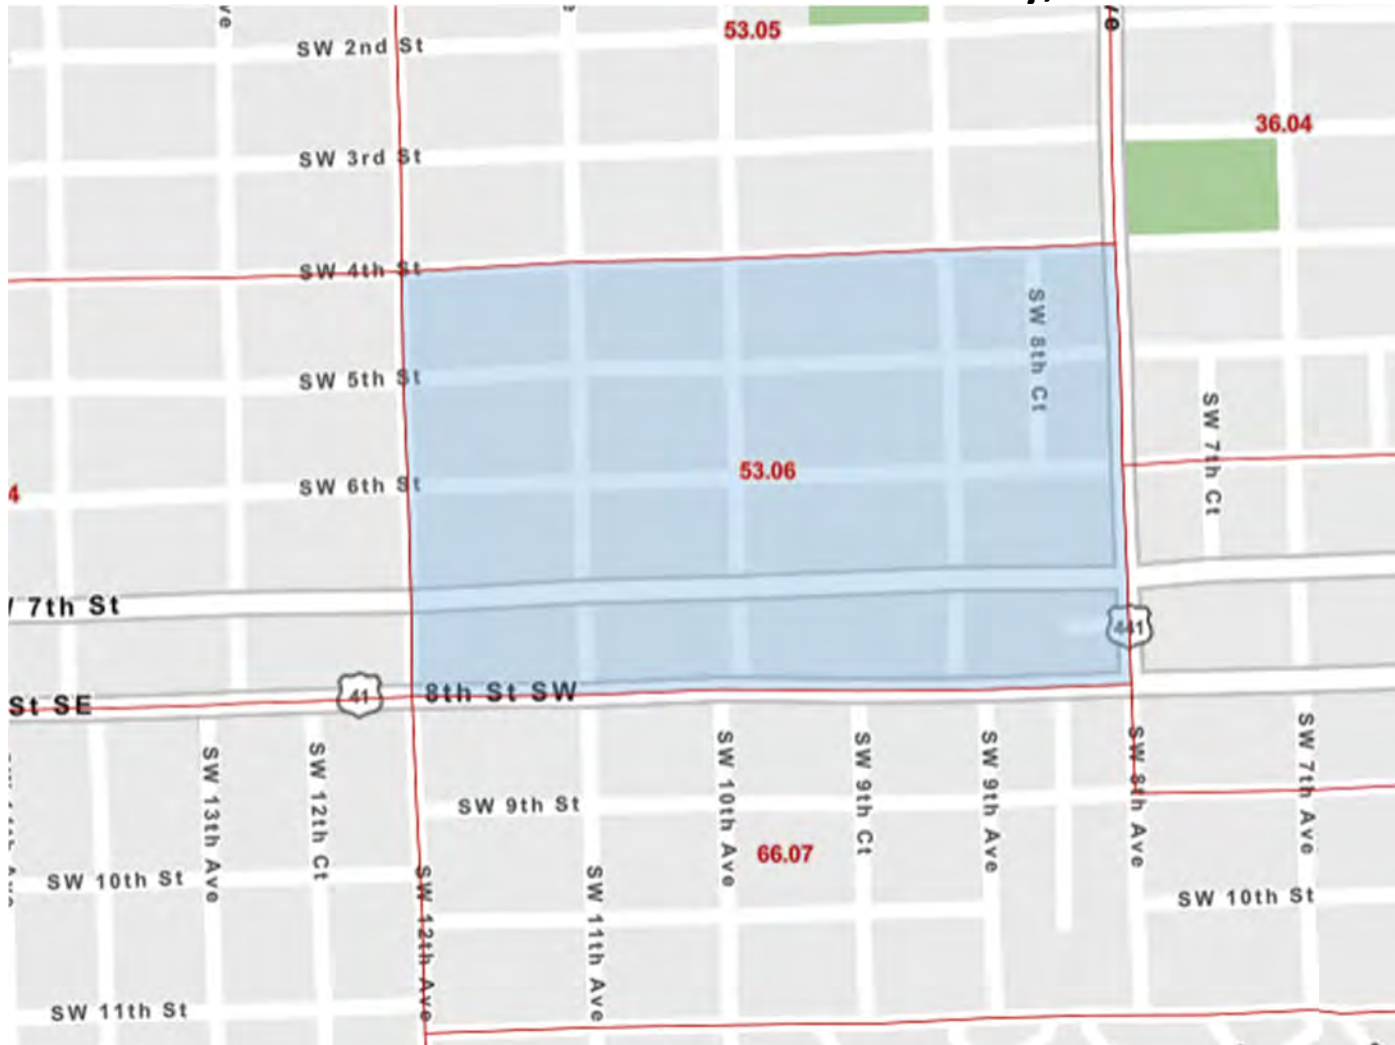 53.05
SW 2nd St
36.04
SW 3rd St
SW 4th St
SW 8th Ct
SW 5th St
SW 7th Ct
53.06
SW 6th St
4
7th St
441
41
8th St SW
St SE
SW 13th Ave
SW 12th Ct
SW 10th Ave
SW 9th Ct
SW 9th Ave
SW 8th Ave
SW 7th Ave
SW 9th St
66.07
SW 10th St
SW 12th Ave
SW 11th Ave
SW 10th St
SW 11th St